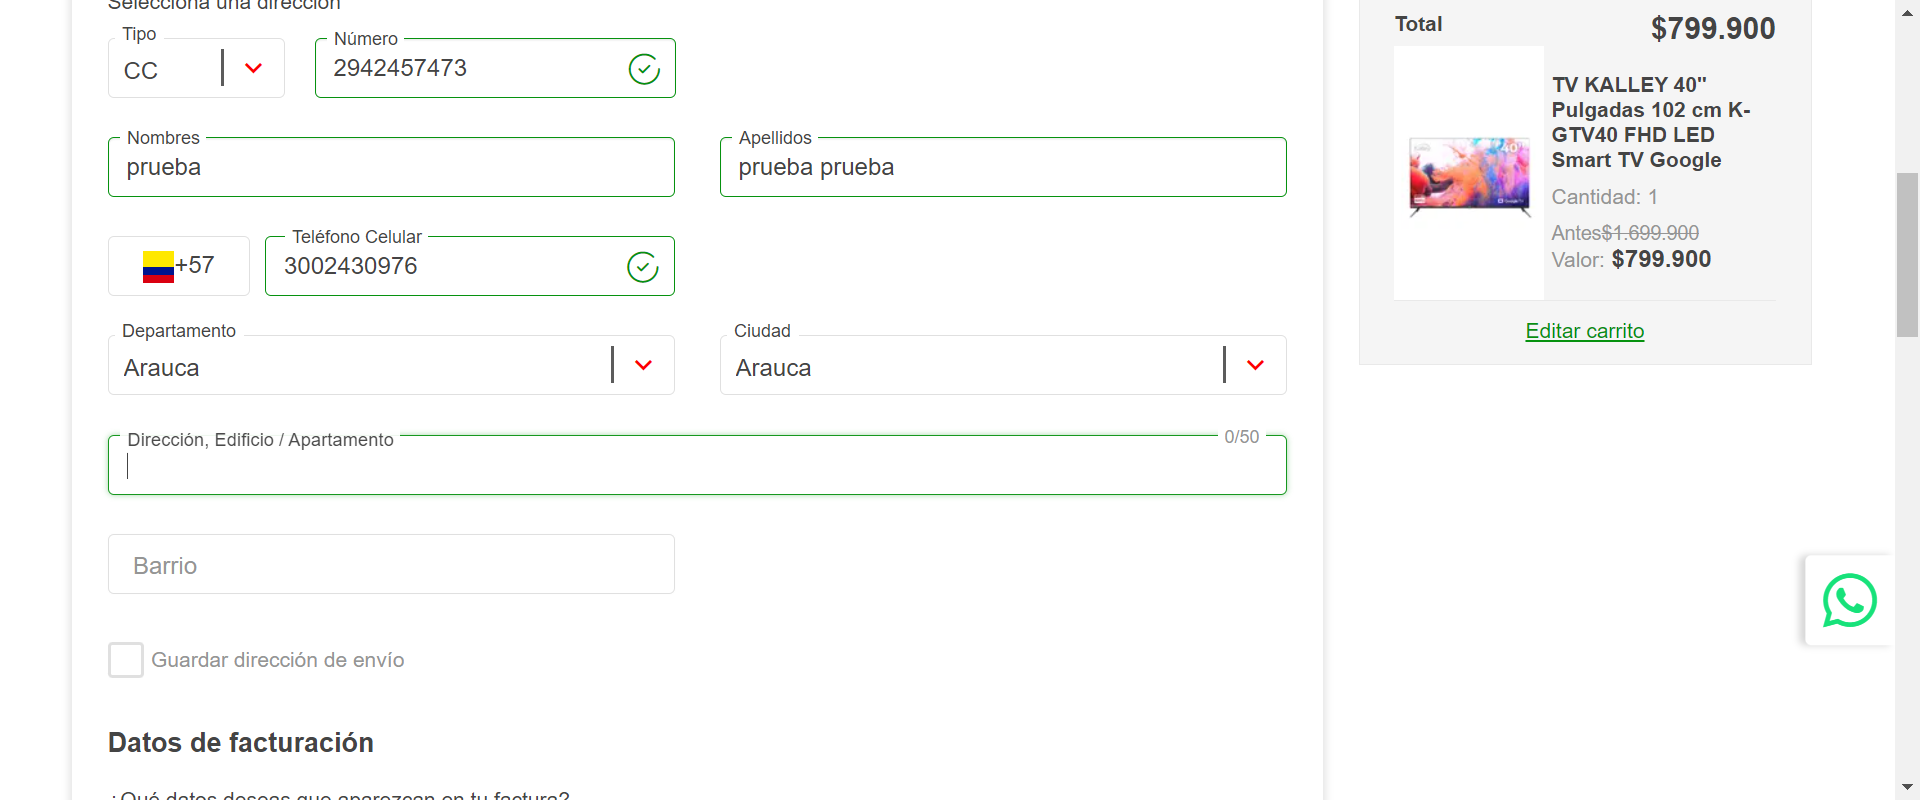 Selecciona una dirección
Tipo
CC
Número
2942457473
Nombres
prueba
Apellidos
prueba prueba
+57
Teléfono Celular
3002430976
Departamento
Arauca
Ciudad
Arauca
Dirección, Edificio / Apartamento
0/50
Barrio
Guardar dirección de envío
Datos de facturación
¿Qué datos deseas que aparezcan en tu factura?
Total
$799.900
TV KALLEY 40"
Pulgadas 102 cm K-
GTV40 FHD LED
Smart TV Google
Cantidad: 1
Antes$1.699.900
Valor: $799.900
Editar carrito